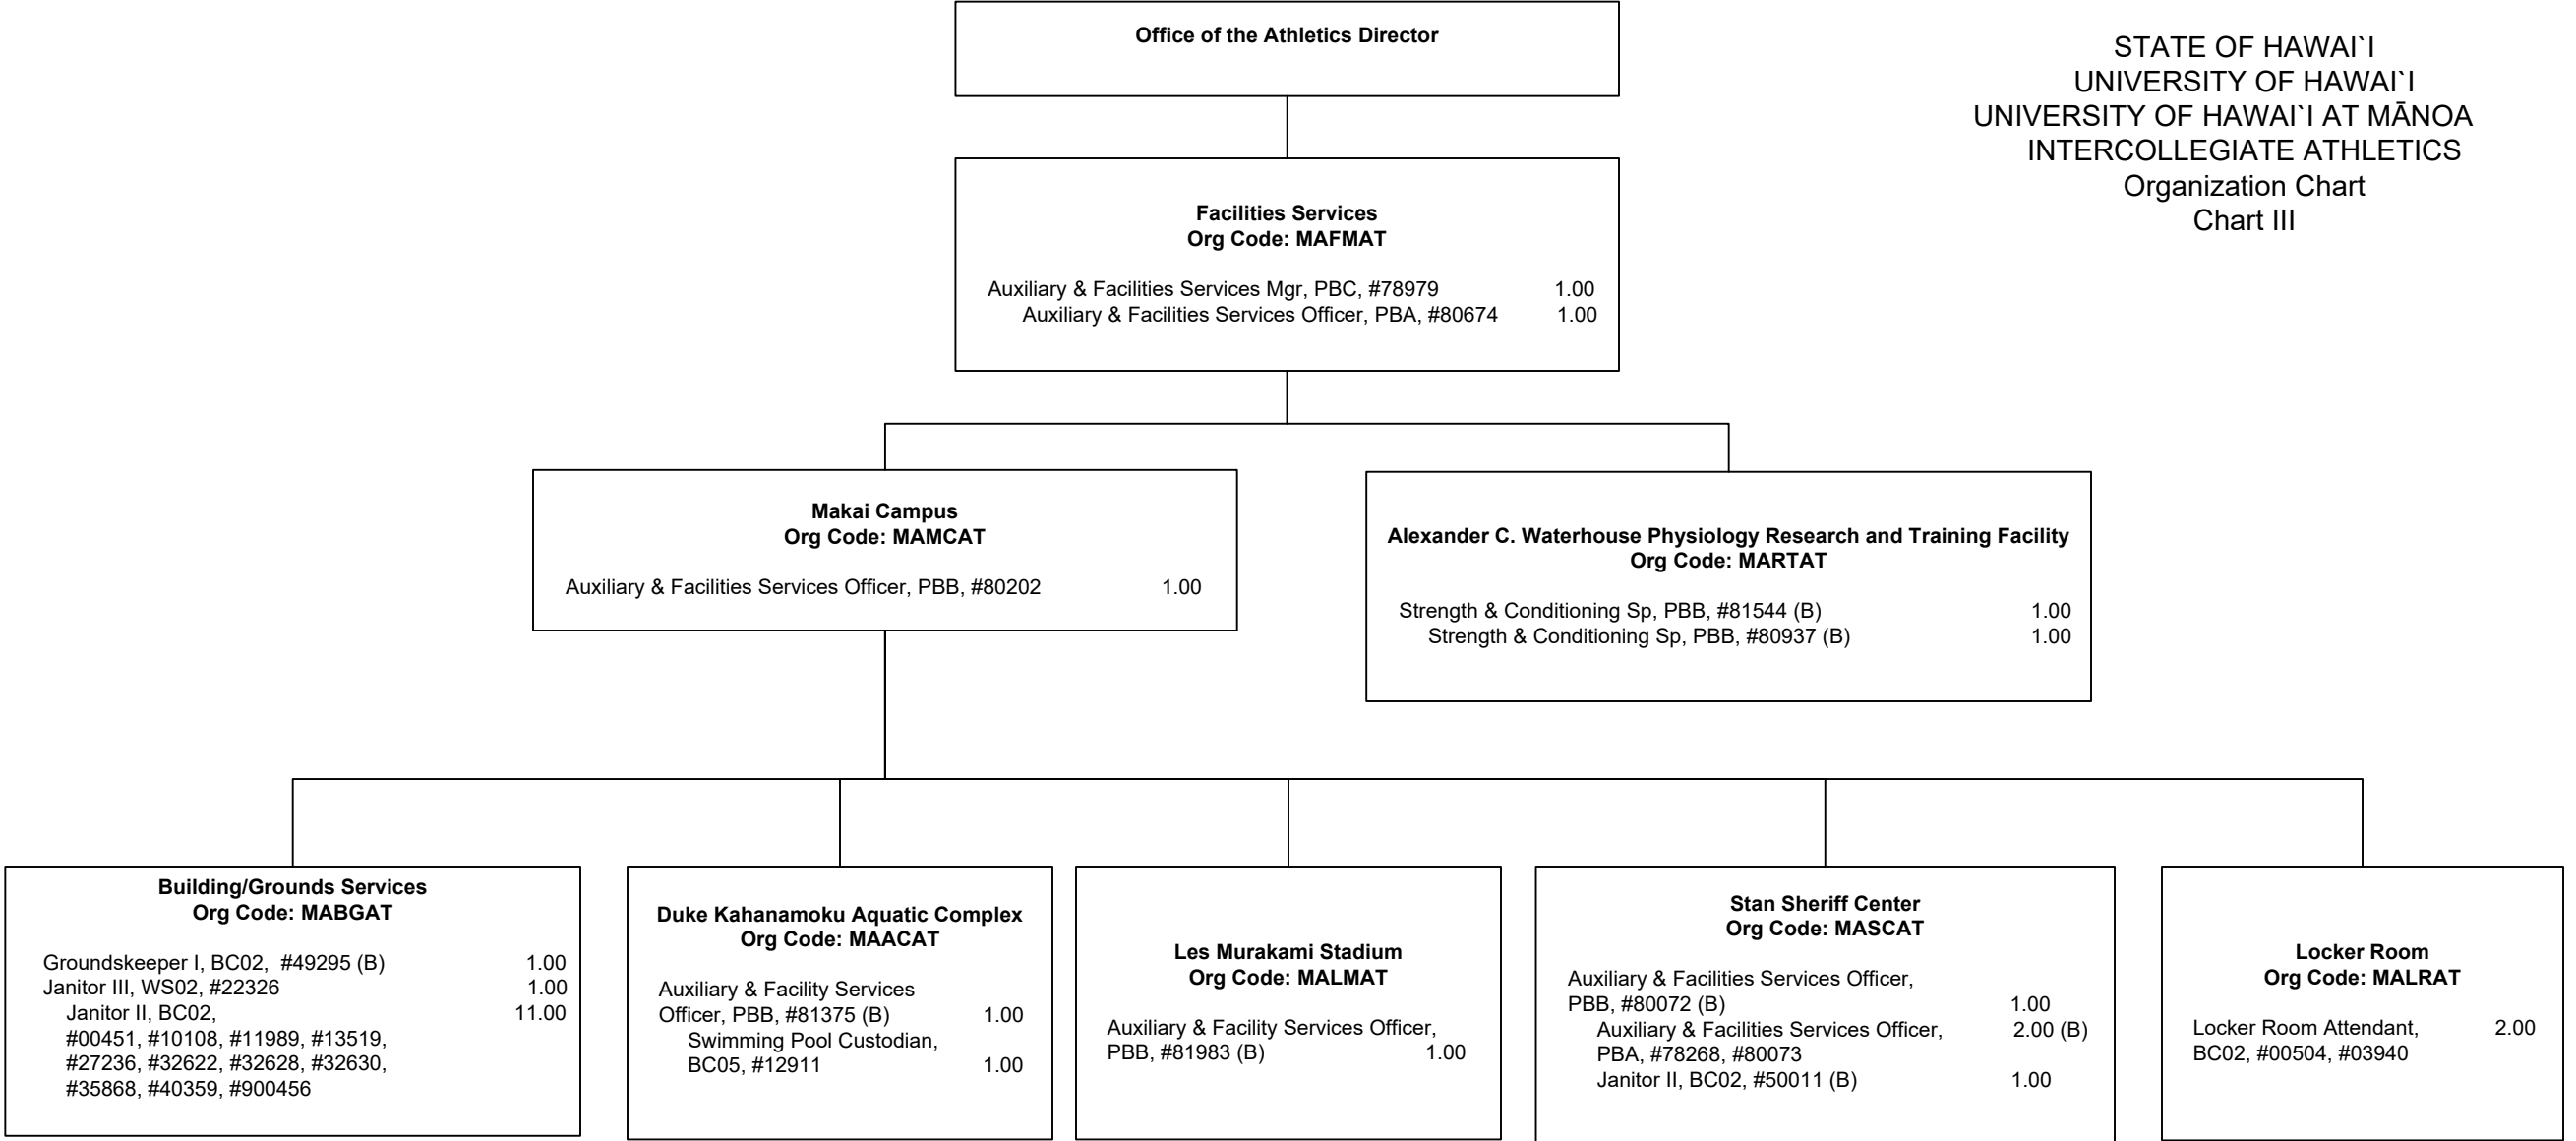 Office of the Athletics Director
STATE OF HAWAI`I
UNIVERSITY OF HAWAI`I
UNIVERSITY OF HAWAI`I AT MĀNOA
INTERCOLLEGIATE ATHLETICS
Organization Chart
Chart III
Facilities Services
Org Code: MAFMAT
Auxiliary & Facilities Services Mgr, PBC, #78979 1.00
Auxiliary & Facilities Services Officer, PBA, #80674 1.00
Makai Campus
Org Code: MAMCAT
Auxiliary & Facilities Services Officer, PBB, #80202 1.00
Alexander C. Waterhouse Physiology Research and Training Facility
Org Code: MARTAT
Strength & Conditioning Sp, PBB, #81544 (B) 1.00
Strength & Conditioning Sp, PBB, #80937 (B) 1.00
Building/Grounds Services
Org Code: MABGAT
Groundskeeper I, BC02, #49295 (B) 1.00
Janitor III, WS02, #22326 1.00
Janitor II, BC02, 11.00
#00451, #10108, #11989, #13519,
#27236, #32622, #32628, #32630,
#35868, #40359, #900456
Duke Kahanamoku Aquatic Complex
Org Code: MAACAT
Auxiliary & Facility Services
Officer, PBB, #81375 (B) 1.00
Swimming Pool Custodian,
BC05, #12911 1.00
Les Murakami Stadium
Org Code: MALMAT
Auxiliary & Facility Services Officer,
PBB, #81983 (B) 1.00
Stan Sheriff Center
Org Code: MASCAT
Auxiliary & Facilities Services Officer,
PBB, #80072 (B) 1.00
Auxiliary & Facilities Services Officer, 2.00 (B)
PBA, #78268, #80073
Janitor II, BC02, #50011 (B) 1.00
Locker Room
Org Code: MALRAT
Locker Room Attendant, 2.00
BC02, #00504, #03940